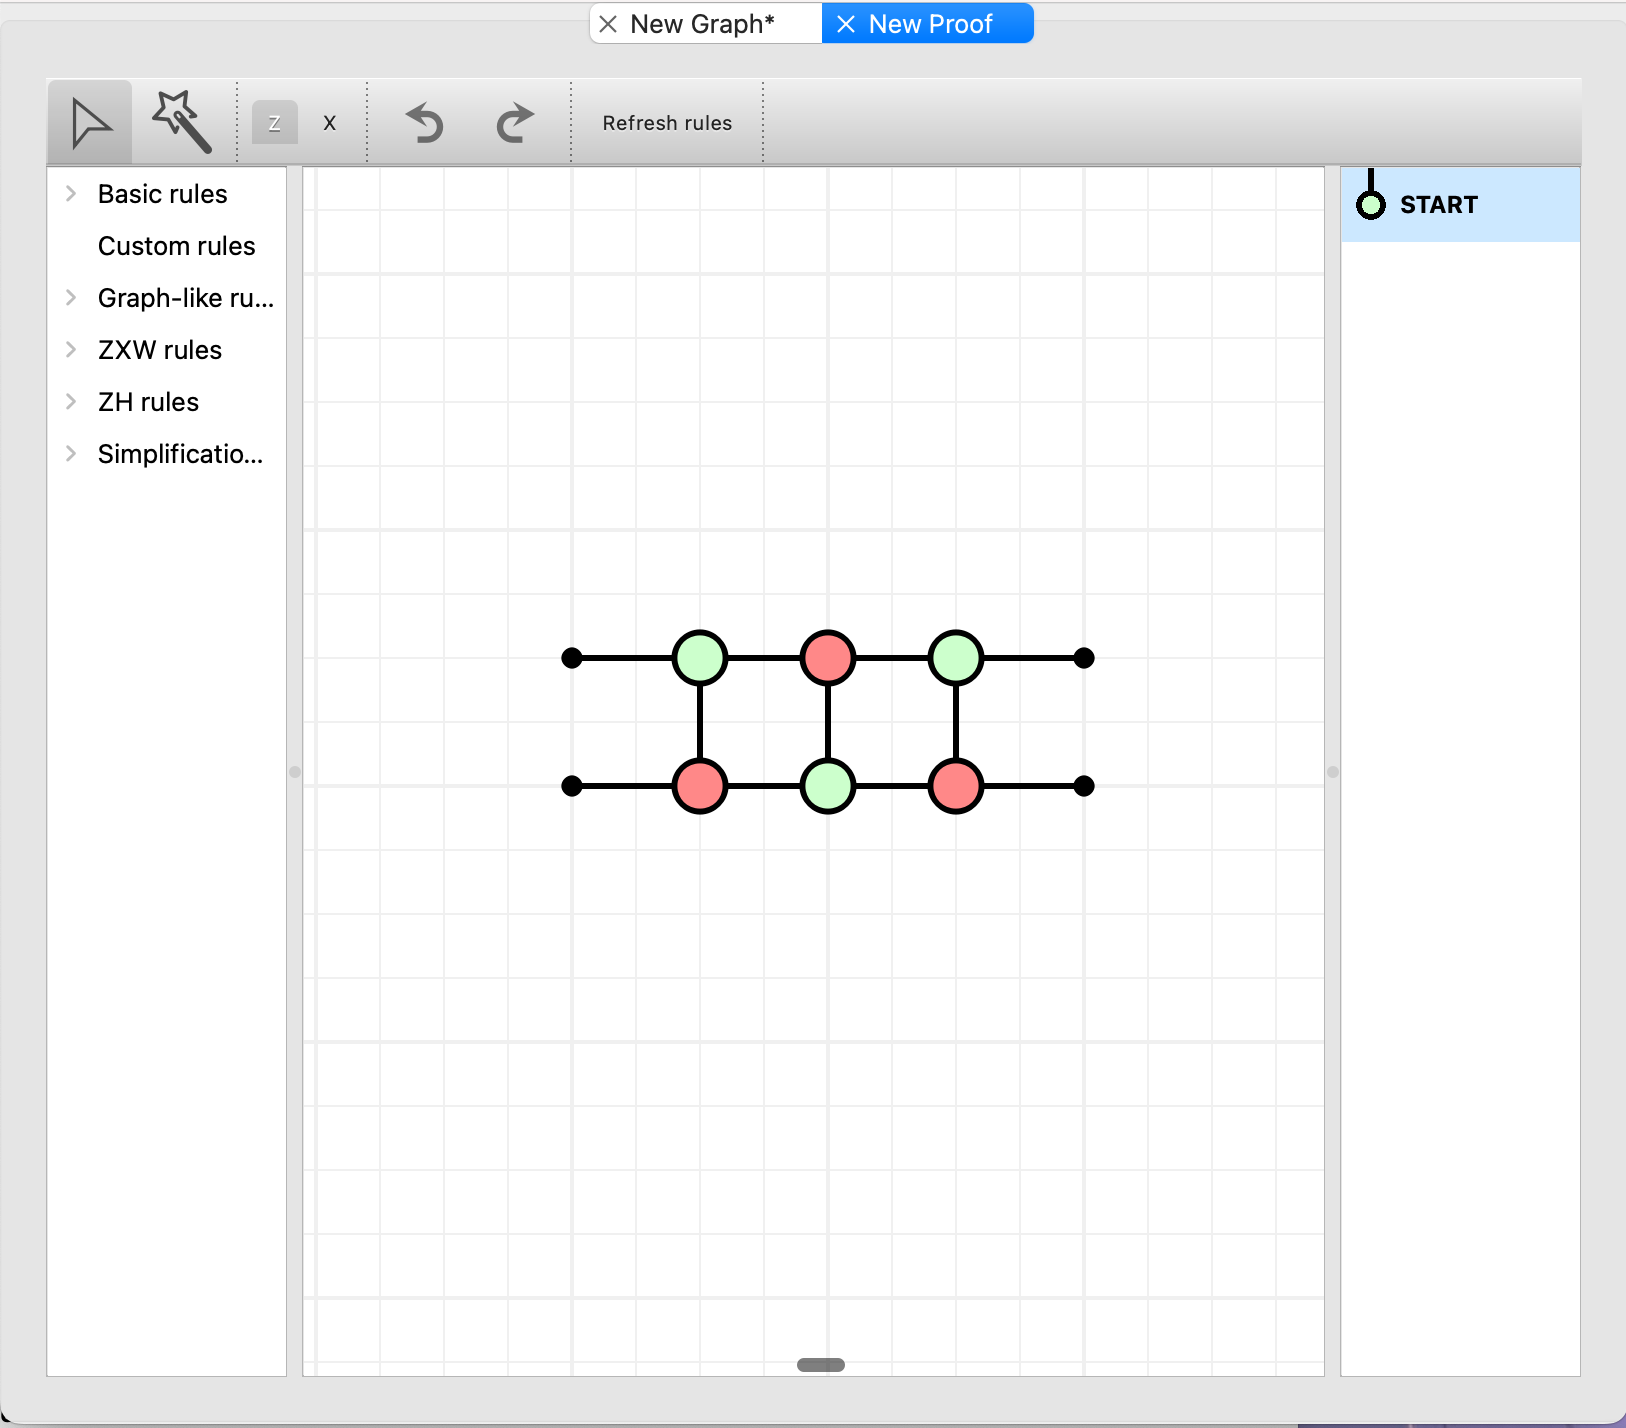 New Graph*
New Proof
Z X Refresh rules
Basic rules
Custom rules
Graph-like ru...
ZXW rules
ZH rules
Simplificatio...
START